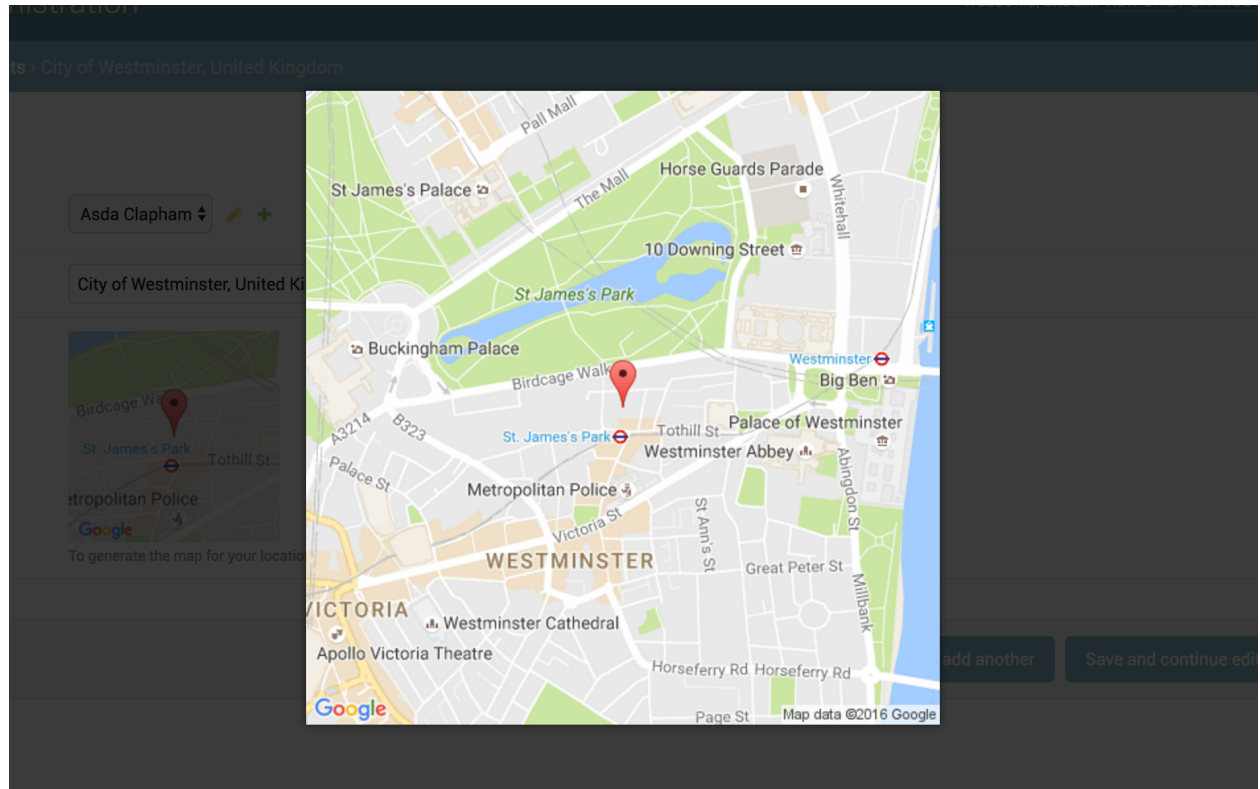 ts › City of Westminster, United Kingdom
Asda Clapham
City of Westminster, United Ki
Birdcage Wa
St. James's Park
Tothill St
etropolitan Police
Google
To generate the map for your locatio
Pall Mall
St James's Palace
The Mall
Horse Guards Parade
Whitehall
10 Downing Street
St James's Park
Buckingham Palace
Birdcage Walk
Westminster
Big Ben
A3214
B323
St. James's Park
Tothill St
Palace of Westminster
Westminster Abbey
Palace St
Metropolitan Police
Victoria St
St Ann's St
Abingdon St
WESTMINSTER
Great Peter St
Millbank
VICTORIA
Westminster Cathedral
Apollo Victoria Theatre
Horseferry Rd Horseferry Rd
Google
Page St
Map data ©2016 Google
add another
Save and continue edit